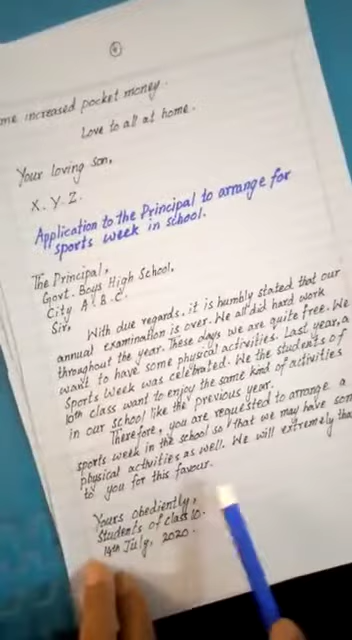 4
me increased pocket money.
Love to all at home.
Your loving son,
X.Y.Z.
Application to the Principal to arrange for
sports week in school.
The Principal,
Govt. Boys High School,
City A.B.C.
Sir,
With due regards, it is humbly stated that our
annual examination is over. We all did hard work
throughout the year. These days we are quite free. We
want to have some physical activities. Last year, a
Sports Week was celebrated. We the students of
10th class want to enjoy the same kind of activities
in our school like the previous year.
Therefore, you are requested to arrange a
sports week in the school so that we may have som
physical activities as well. We will extremely tha
to you for this favour.
Yours obediently,
Students of Class 10.
14th July, 2020.